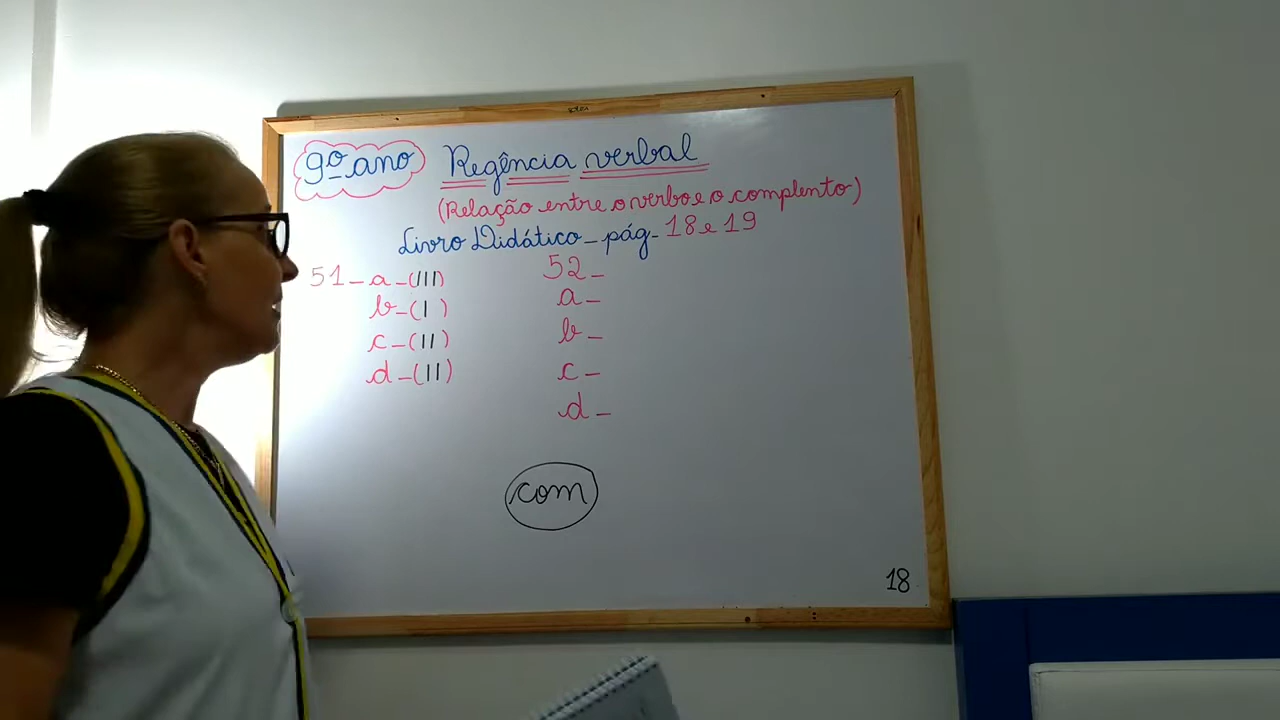 9º ano Regência verbal
(Relação entre o verbo e o complento)
Livro Didático - pág - 18 e 19
51 - a - (III)
b - (I)
c - (II)
d - (II)
52 -
a -
b -
c -
d -
com
18